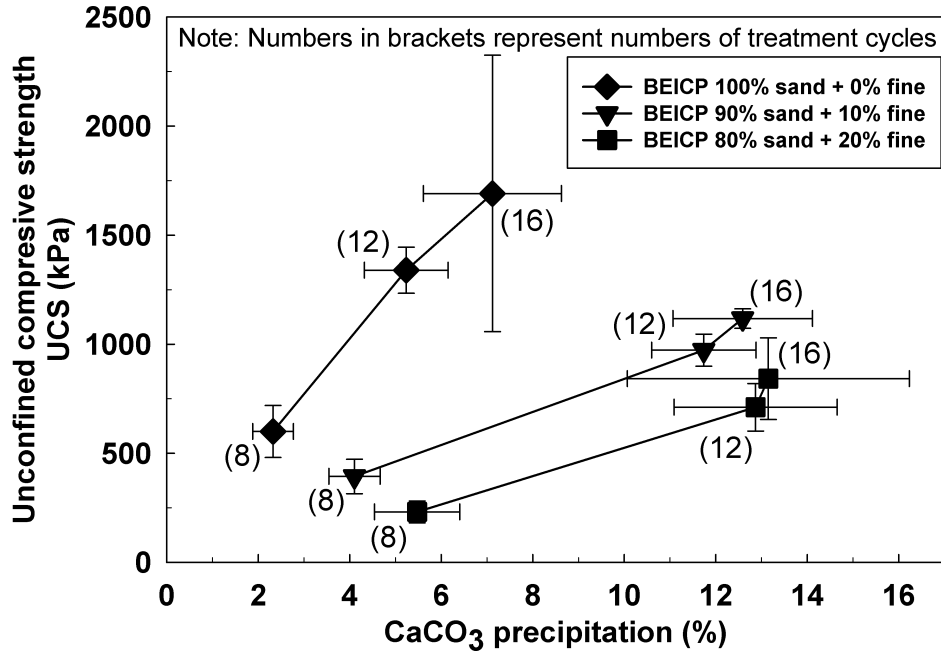 Note: Numbers in brackets represent numbers of treatment cycles
BEICP 100% sand + 0% fine
BEICP 90% sand + 10% fine
BEICP 80% sand + 20% fine
Unconfined compresive strength
UCS (kPa)
2500
2000
1500
1000
500
0
(12)
(16)
(8)
(16)
(12)
(8)
(16)
(12)
(8)
0 2 4 6 8 10 12 14 16
CaCO₃ precipitation (%)